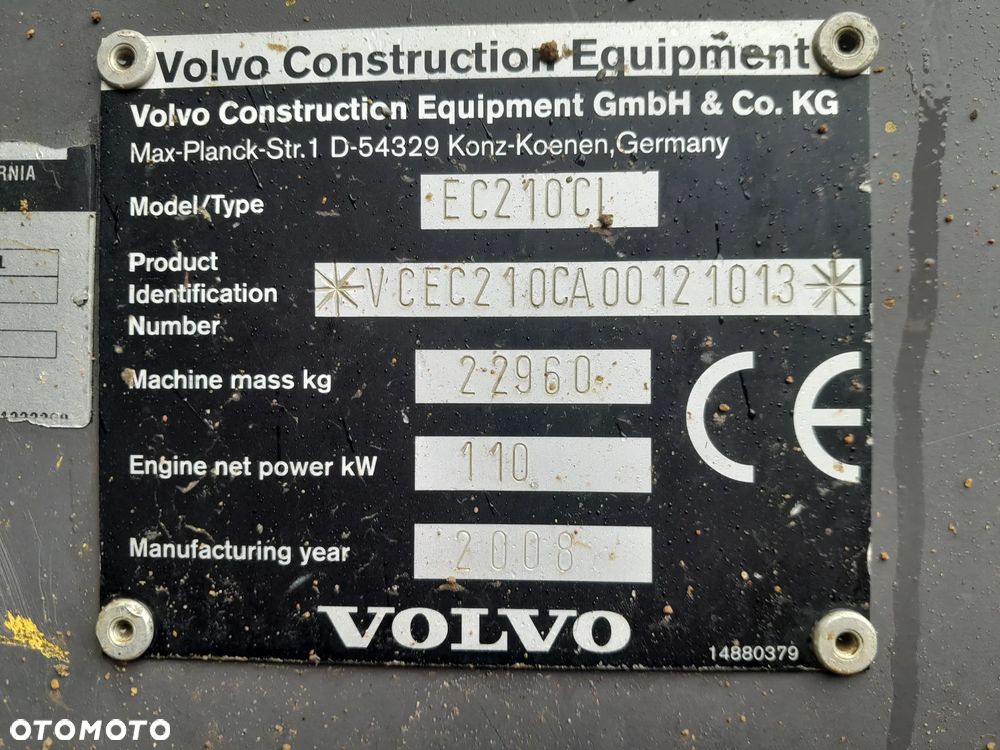 Volvo Construction Equipment
Volvo Construction Equipment GmbH & Co. KG
Max-Planck-Str.1 D-54329 Konz-Koenen,Germany
Model/Type EC210CL
Product
Identification
Number
*VCEC210CA00121013*
Machine mass kg 22960
Engine net power kW 110
Manufacturing year 2008
CE
VOLVO
14880379
RNIA
OTOMOTO